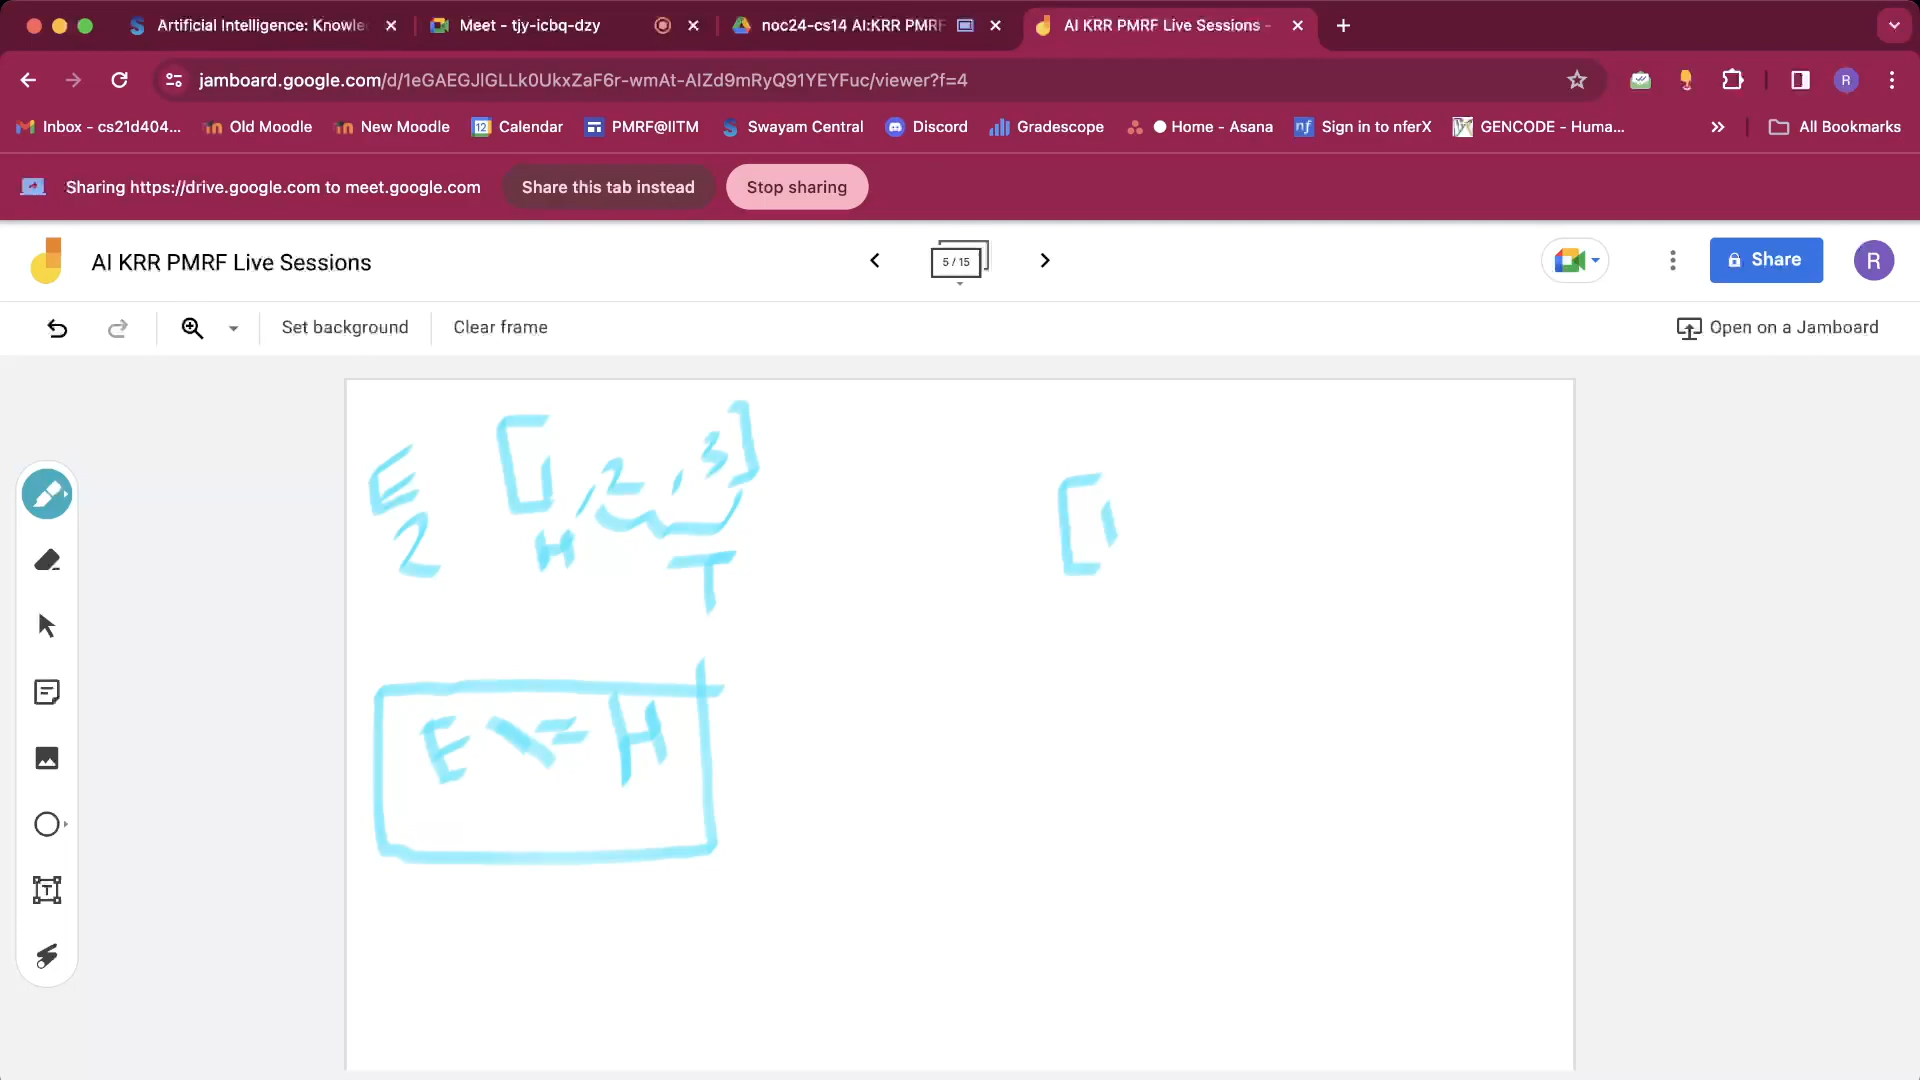 Artificial Intelligence: Knowle
Meet - tjy-icbq-dzy
noc24-cs14 AI:KRR PMRF
AI KRR PMRF Live Sessions -
jamboard.google.com/d/1eGAEGJlGLLk0UkxZaF6r-wmAt-AIZd9mRyQ91YEYFuc/viewer?f=4
R
Inbox - cs21d404...
Old Moodle
New Moodle
12
Calendar
PMRF@IITM
Swayam Central
Discord
Gradescope
Home - Asana
nf
Sign in to nferX
GENCODE - Huma...
All Bookmarks
Sharing https://drive.google.com to meet.google.com
Share this tab instead
Stop sharing
AI KRR PMRF Live Sessions
5 / 15
Share
R
Set background
Clear frame
Open on a Jamboard
E [1, 2, 3]
2 H T
[1
E \= H